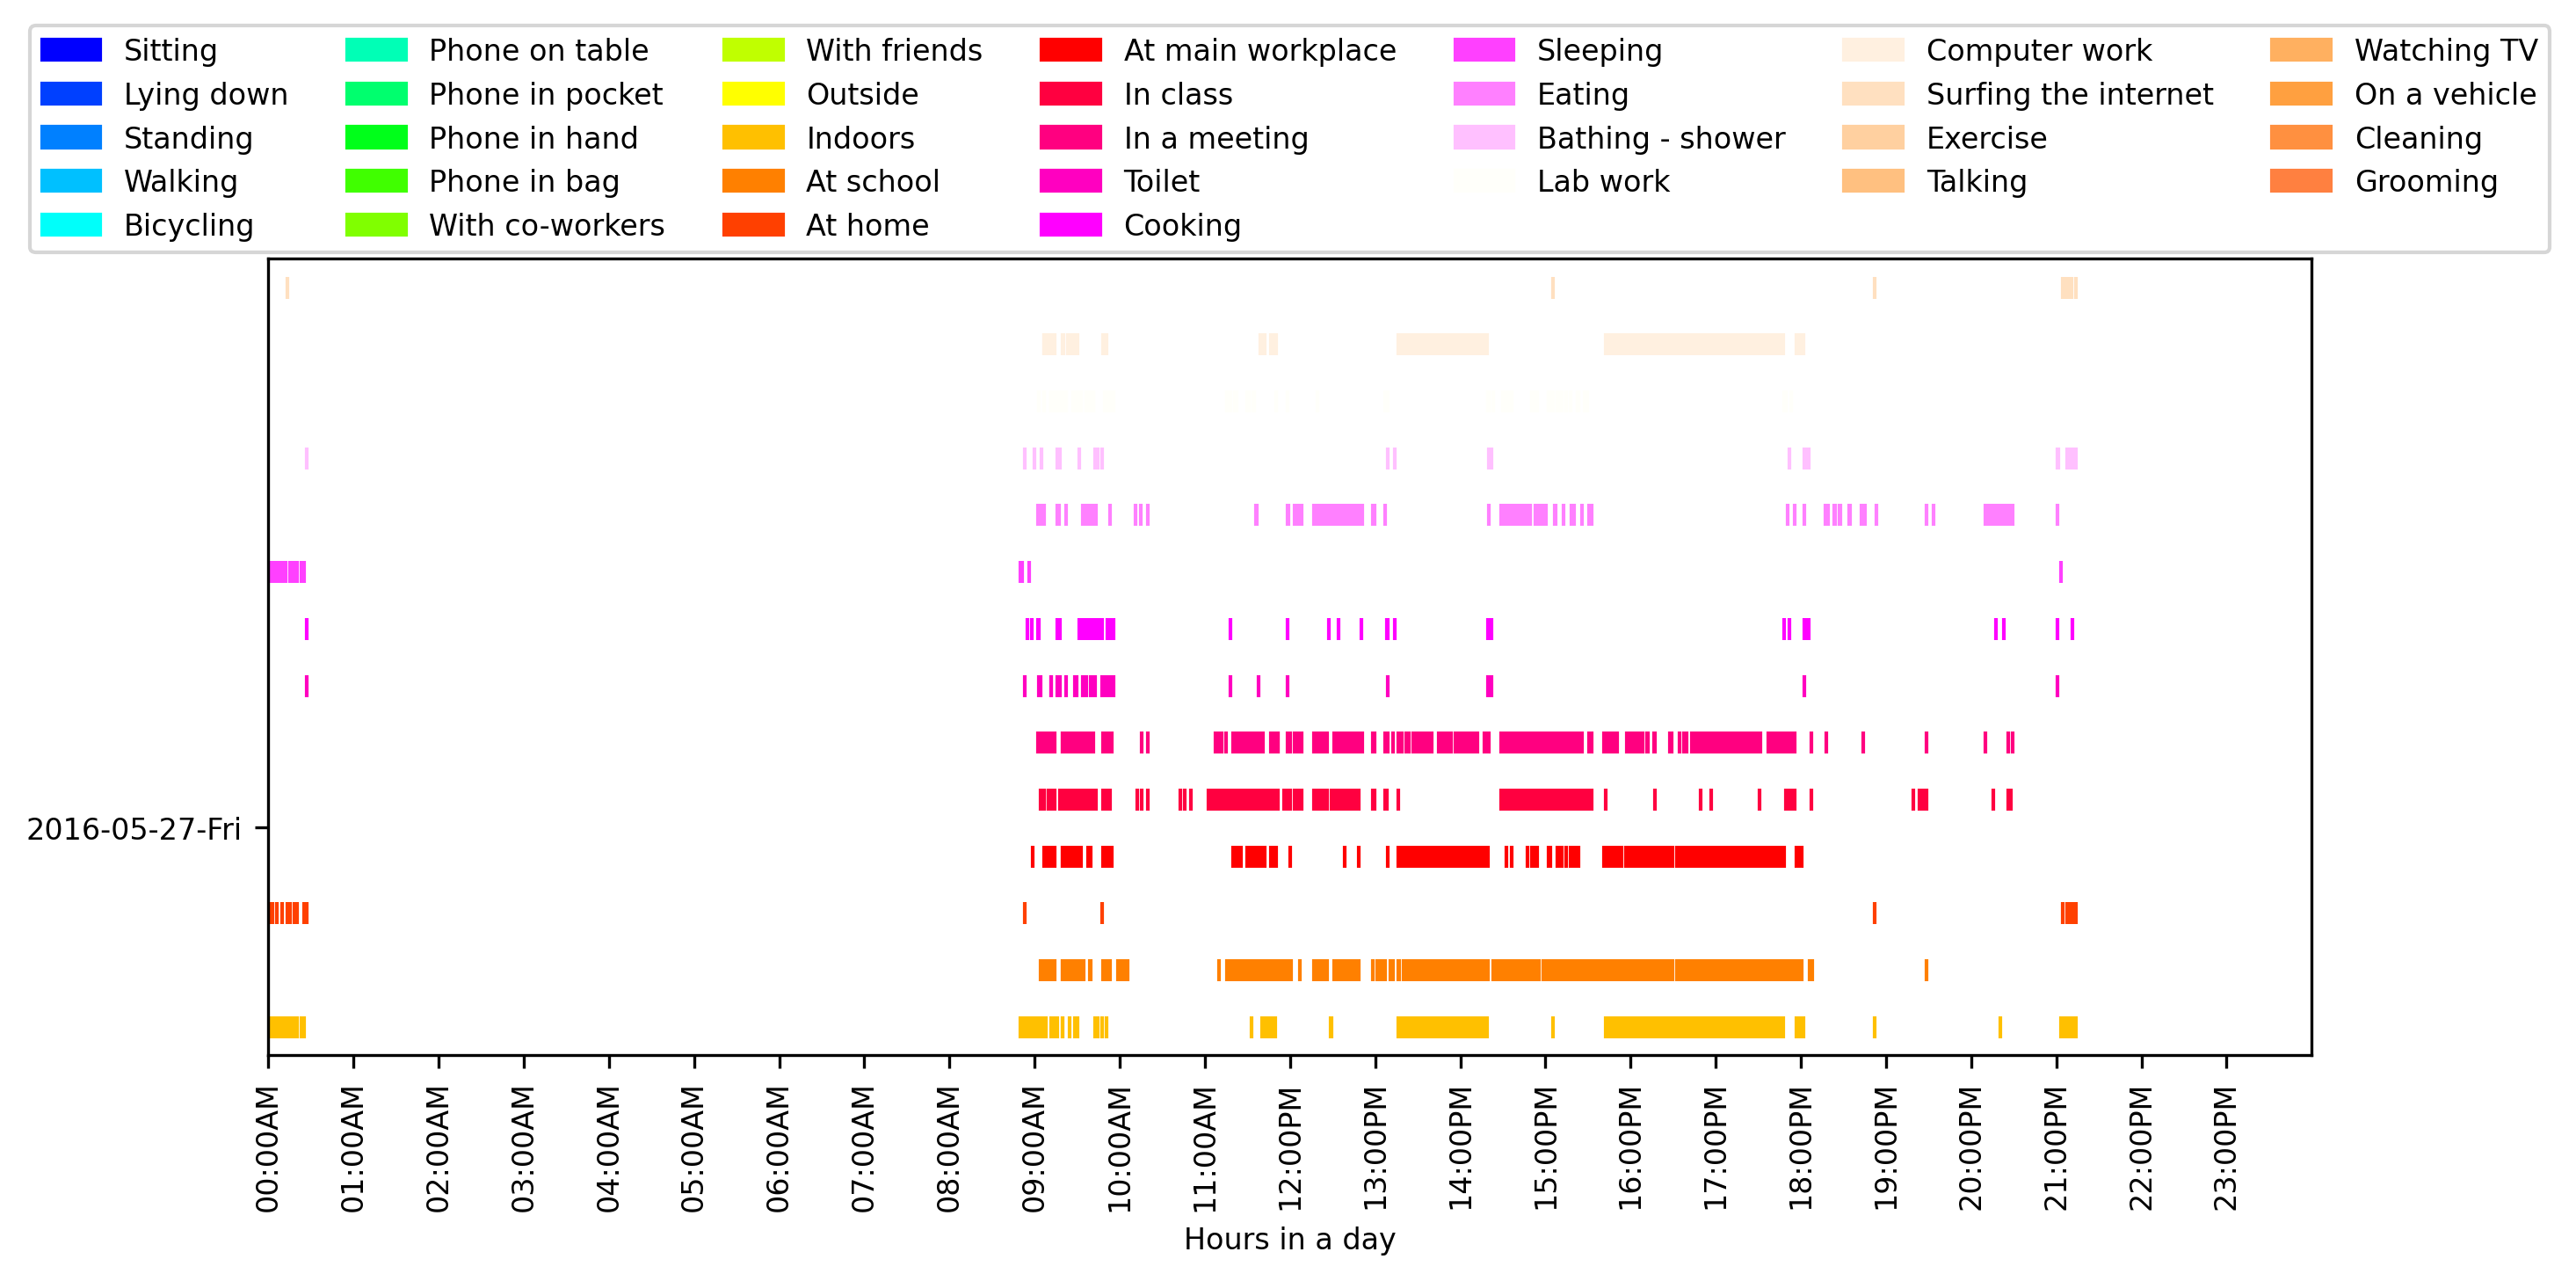 Sitting
Lying down
Standing
Walking
Bicycling
Phone on table
Phone in pocket
Phone in hand
Phone in bag
With co-workers
With friends
Outside
Indoors
At school
At home
At main workplace
In class
In a meeting
Toilet
Cooking
Sleeping
Eating
Bathing - shower
Lab work
Computer work
Surfing the internet
Exercise
Talking
Watching TV
On a vehicle
Cleaning
Grooming
2016-05-27-Fri
00:00AM
01:00AM
02:00AM
03:00AM
04:00AM
05:00AM
06:00AM
07:00AM
08:00AM
09:00AM
10:00AM
11:00AM
12:00PM
13:00PM
14:00PM
15:00PM
16:00PM
17:00PM
18:00PM
19:00PM
20:00PM
21:00PM
22:00PM
23:00PM
Hours in a day